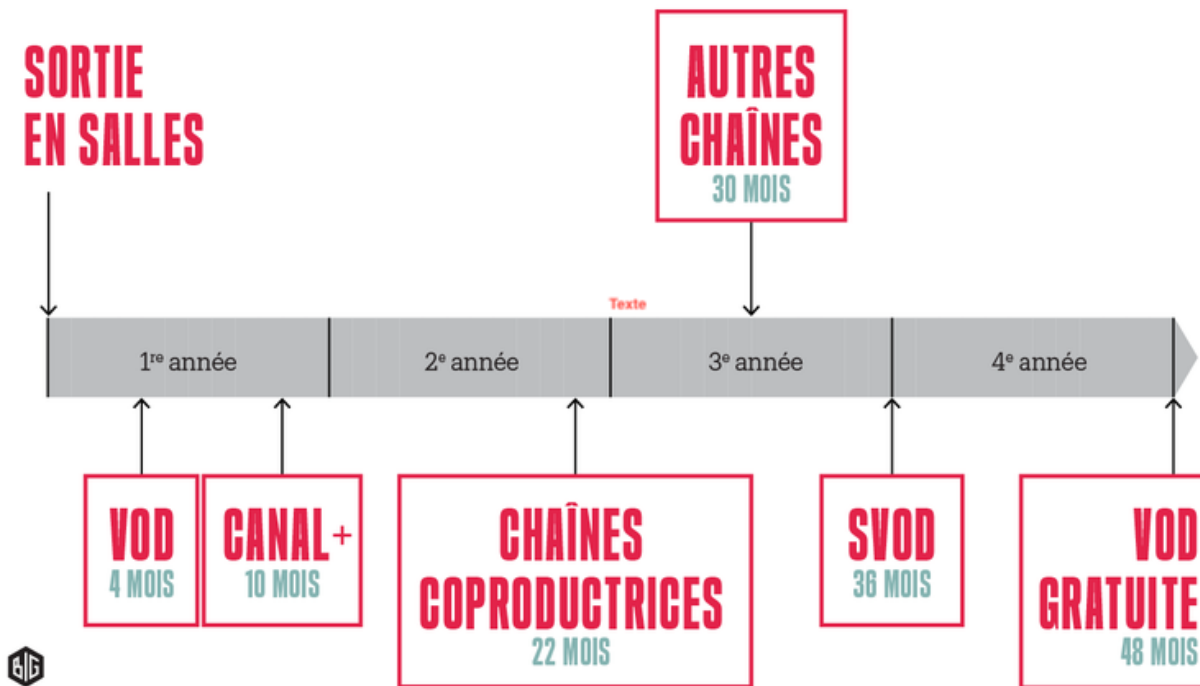 SORTIE
EN SALLES
AUTRES
CHAÎNES
30 MOIS
Texte
1re année
2e année
3e année
4e année
VOD
4 MOIS
CANAL+
10 MOIS
CHAÎNES
COPRODUCTRICES
22 MOIS
SVOD
36 MOIS
VOD
GRATUITE
48 MOIS
BIG